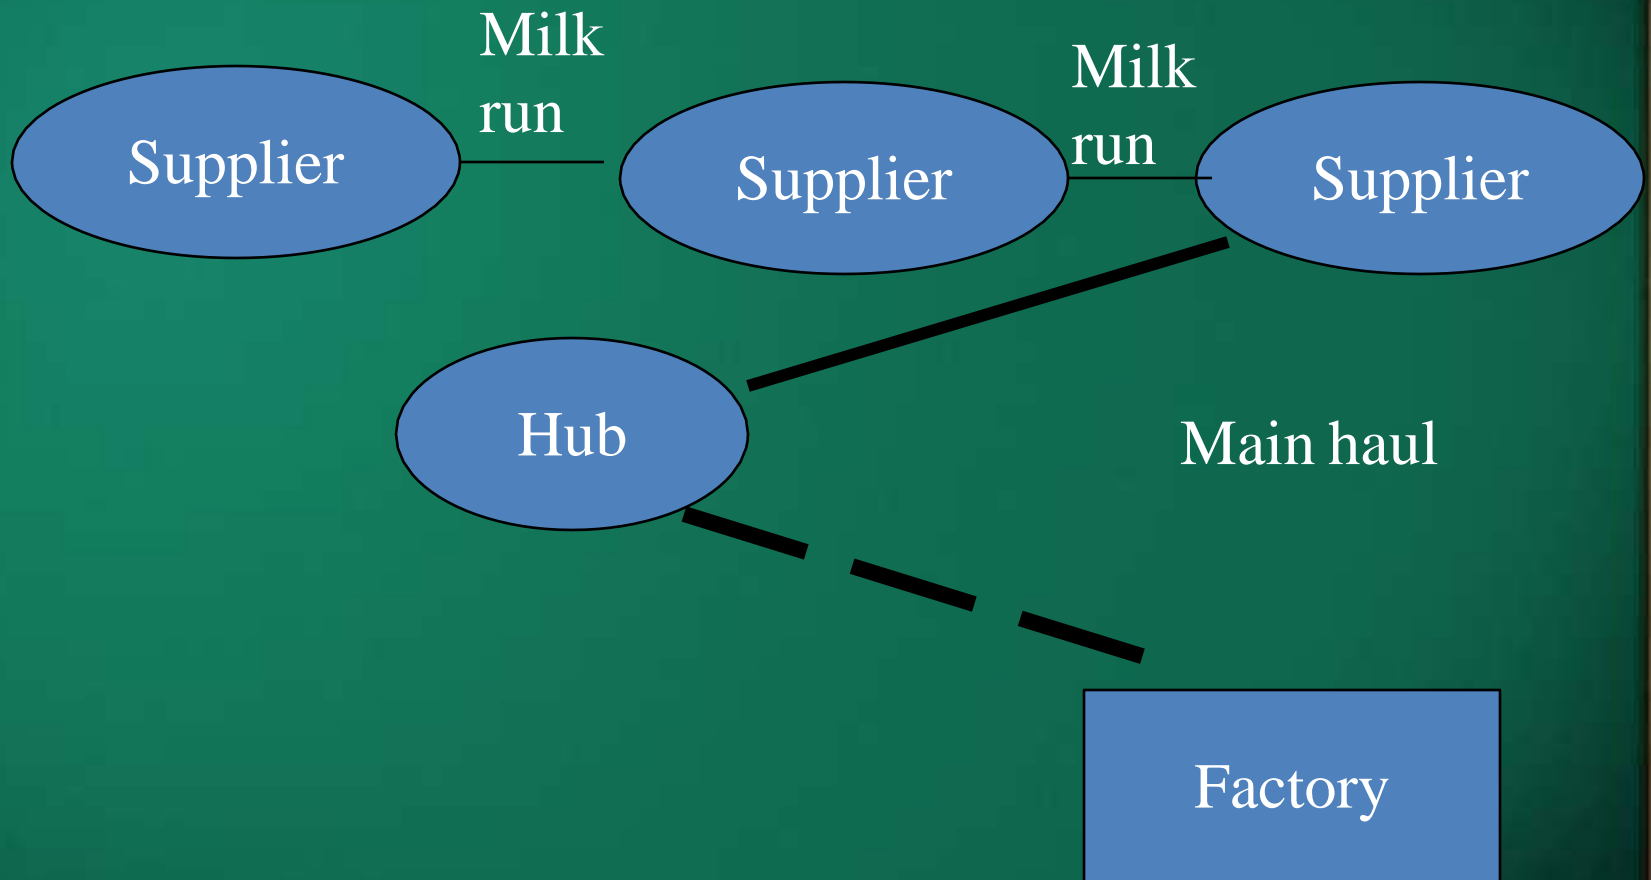 Milk
run
Milk
run
Supplier
Supplier
Supplier
Hub
Main haul
Factory